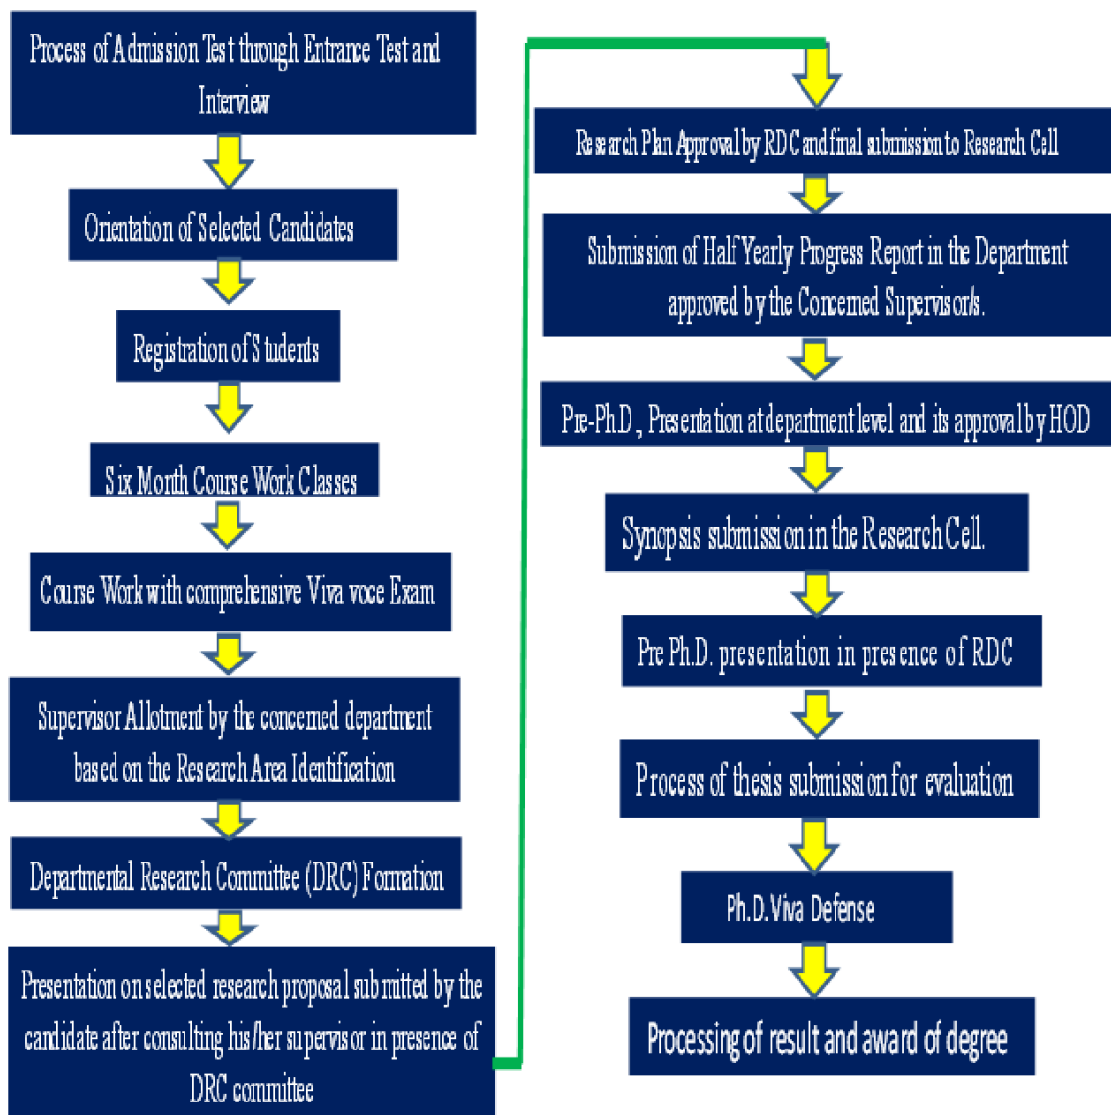 Process of Admission Test through Entrance Test and
Interview
Orientation of Selected Candidates
Registration of Students
Six Month Course Work Classes
Course Work with comprehensive Viva voce Exam
Supervisor Allotment by the concerned department
based on the Research Area Identification
Departmental Research Committee (DRC) Formation
Presentation on selected research proposal submitted by the
candidate after consulting his/her supervisor in presence of
DRC committee
Research Plan Approval by RDC and final submission to Research Cell
Submission of Half Yearly Progress Report in the Department
approved by the Concerned Supervisor/s.
Pre-Ph.D., Presentation at department level and its approval by HOD
Synopsis submission in the Research Cell.
Pre Ph.D. presentation in presence of RDC
Process of thesis submission for evaluation
Ph.D. Viva Defense
Processing of result and award of degree